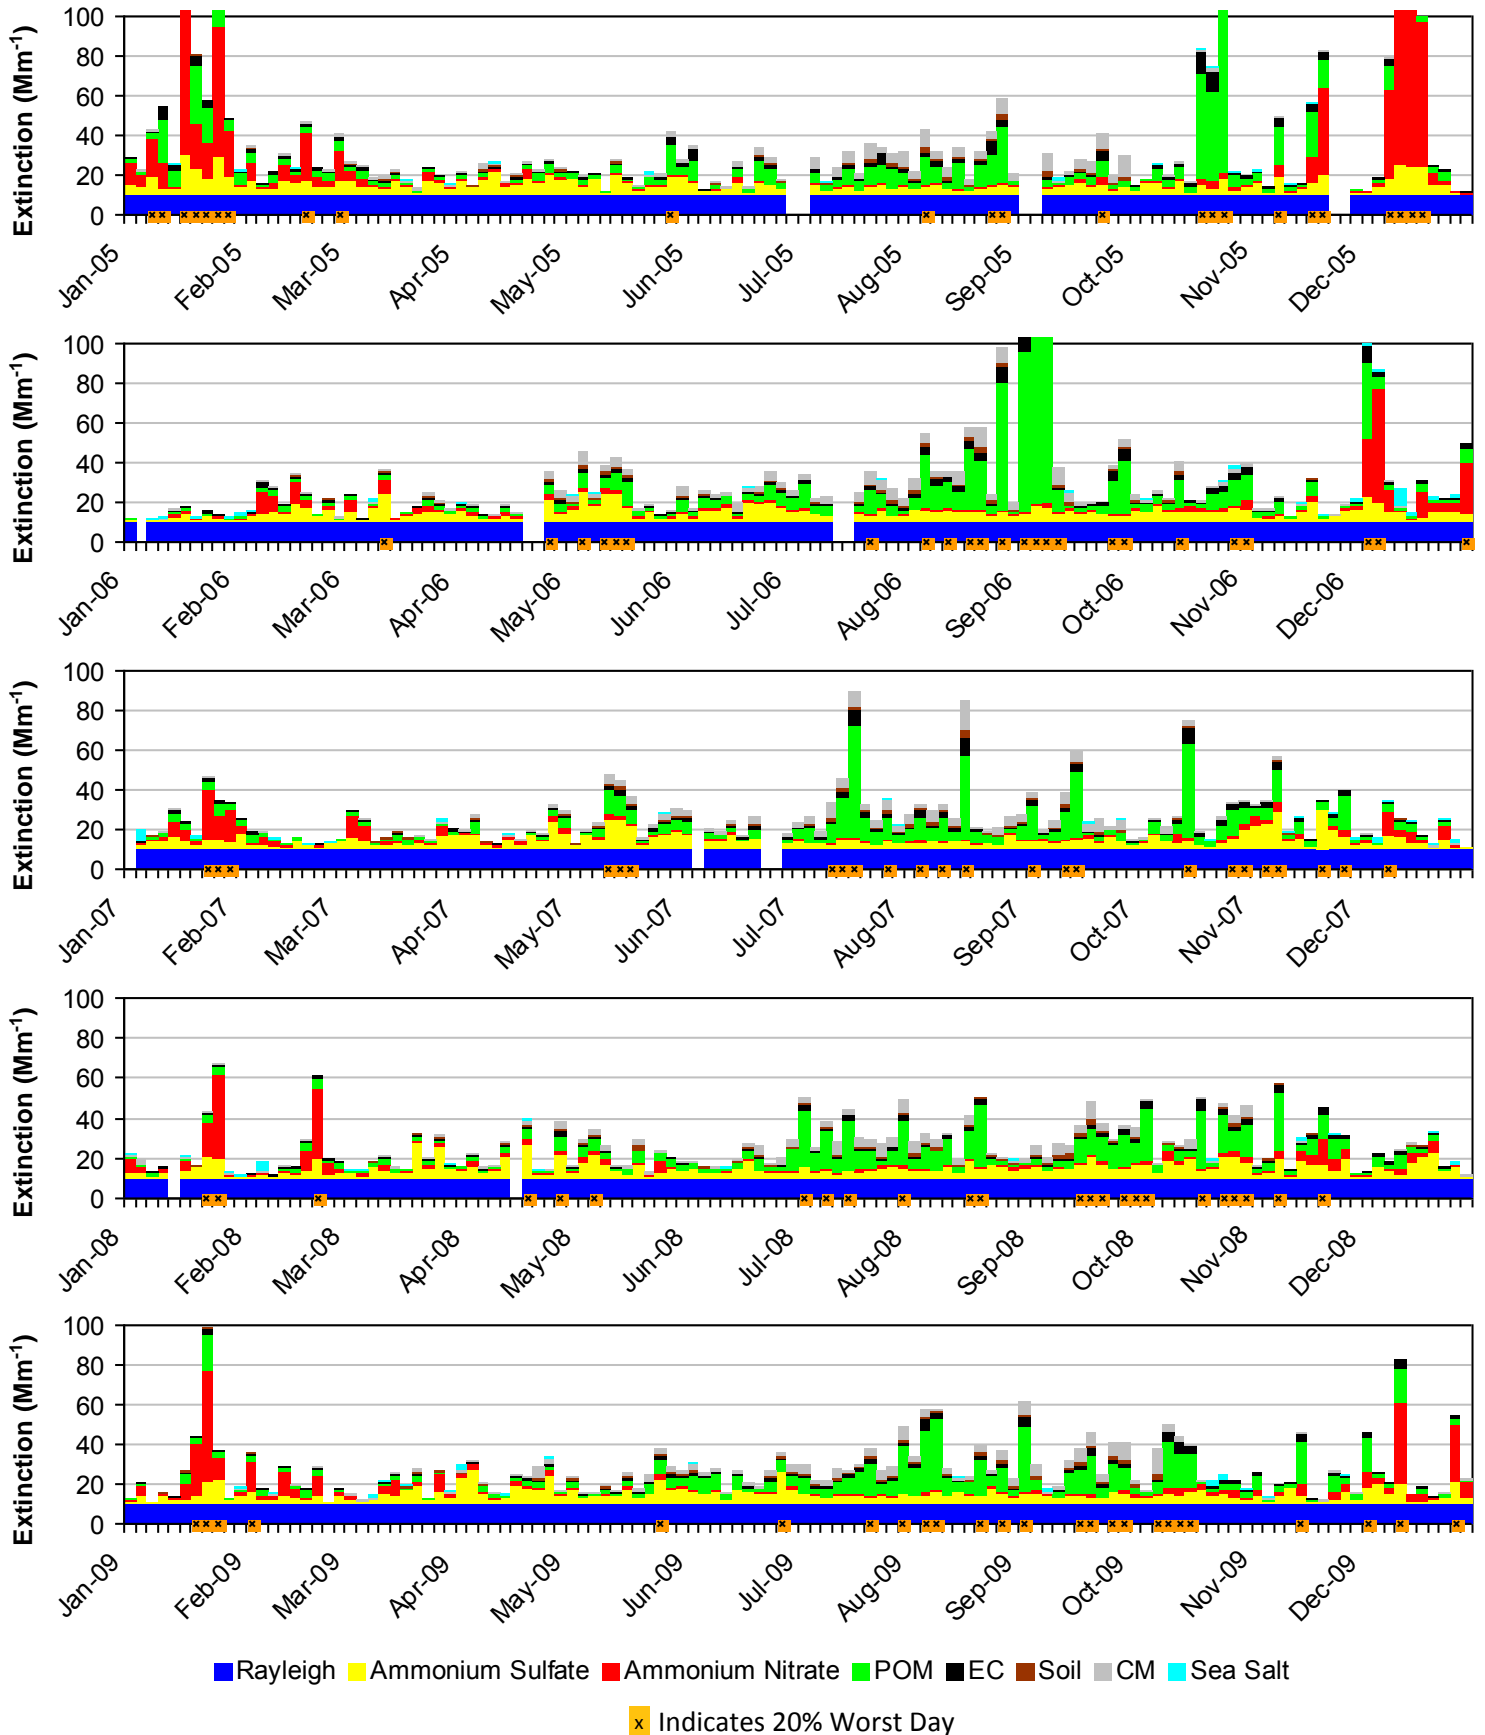 Extinction (Mm-1)
100
80
60
40
20
0
Jan-05 Feb-05 Mar-05 Apr-05 May-05 Jun-05 Jul-05 Aug-05 Sep-05 Oct-05 Nov-05 Dec-05
Extinction (Mm-1)
100
80
60
40
20
0
Jan-06 Feb-06 Mar-06 Apr-06 May-06 Jun-06 Jul-06 Aug-06 Sep-06 Oct-06 Nov-06 Dec-06
Extinction (Mm-1)
100
80
60
40
20
0
Jan-07 Feb-07 Mar-07 Apr-07 May-07 Jun-07 Jul-07 Aug-07 Sep-07 Oct-07 Nov-07 Dec-07
Extinction (Mm-1)
100
80
60
40
20
0
Jan-08 Feb-08 Mar-08 Apr-08 May-08 Jun-08 Jul-08 Aug-08 Sep-08 Oct-08 Nov-08 Dec-08
Extinction (Mm-1)
100
80
60
40
20
0
Jan-09 Feb-09 Mar-09 Apr-09 May-09 Jun-09 Jul-09 Aug-09 Sep-09 Oct-09 Nov-09 Dec-09
Rayleigh Ammonium Sulfate Ammonium Nitrate POM EC Soil CM Sea Salt
x Indicates 20% Worst Day